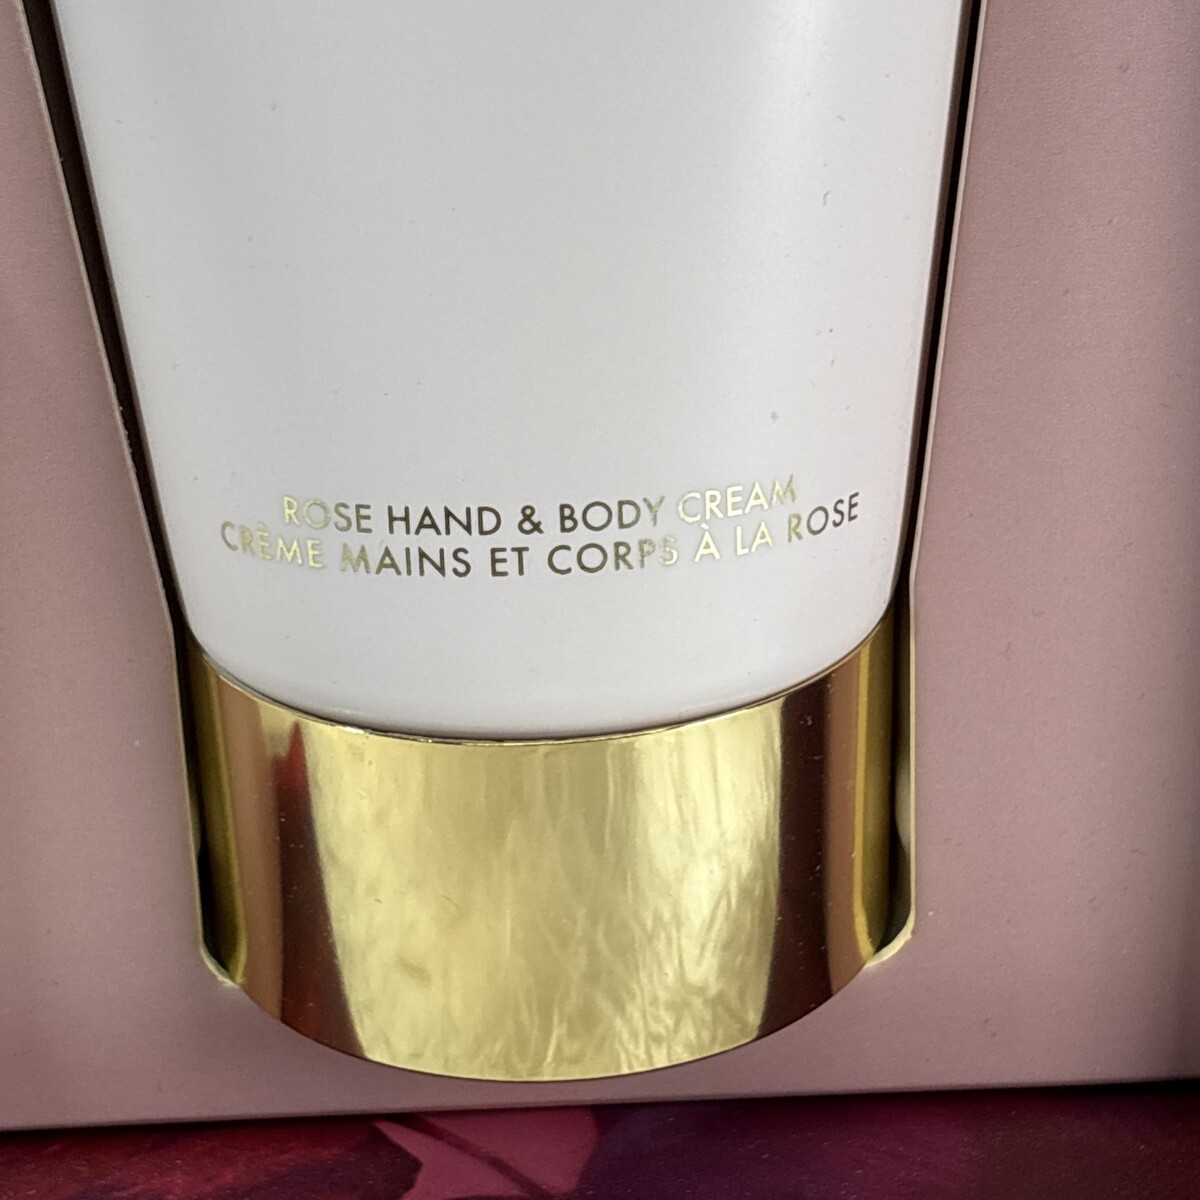 ROSE HAND & BODY CREAM
CRÈME MAINS ET CORPS À LA ROSE